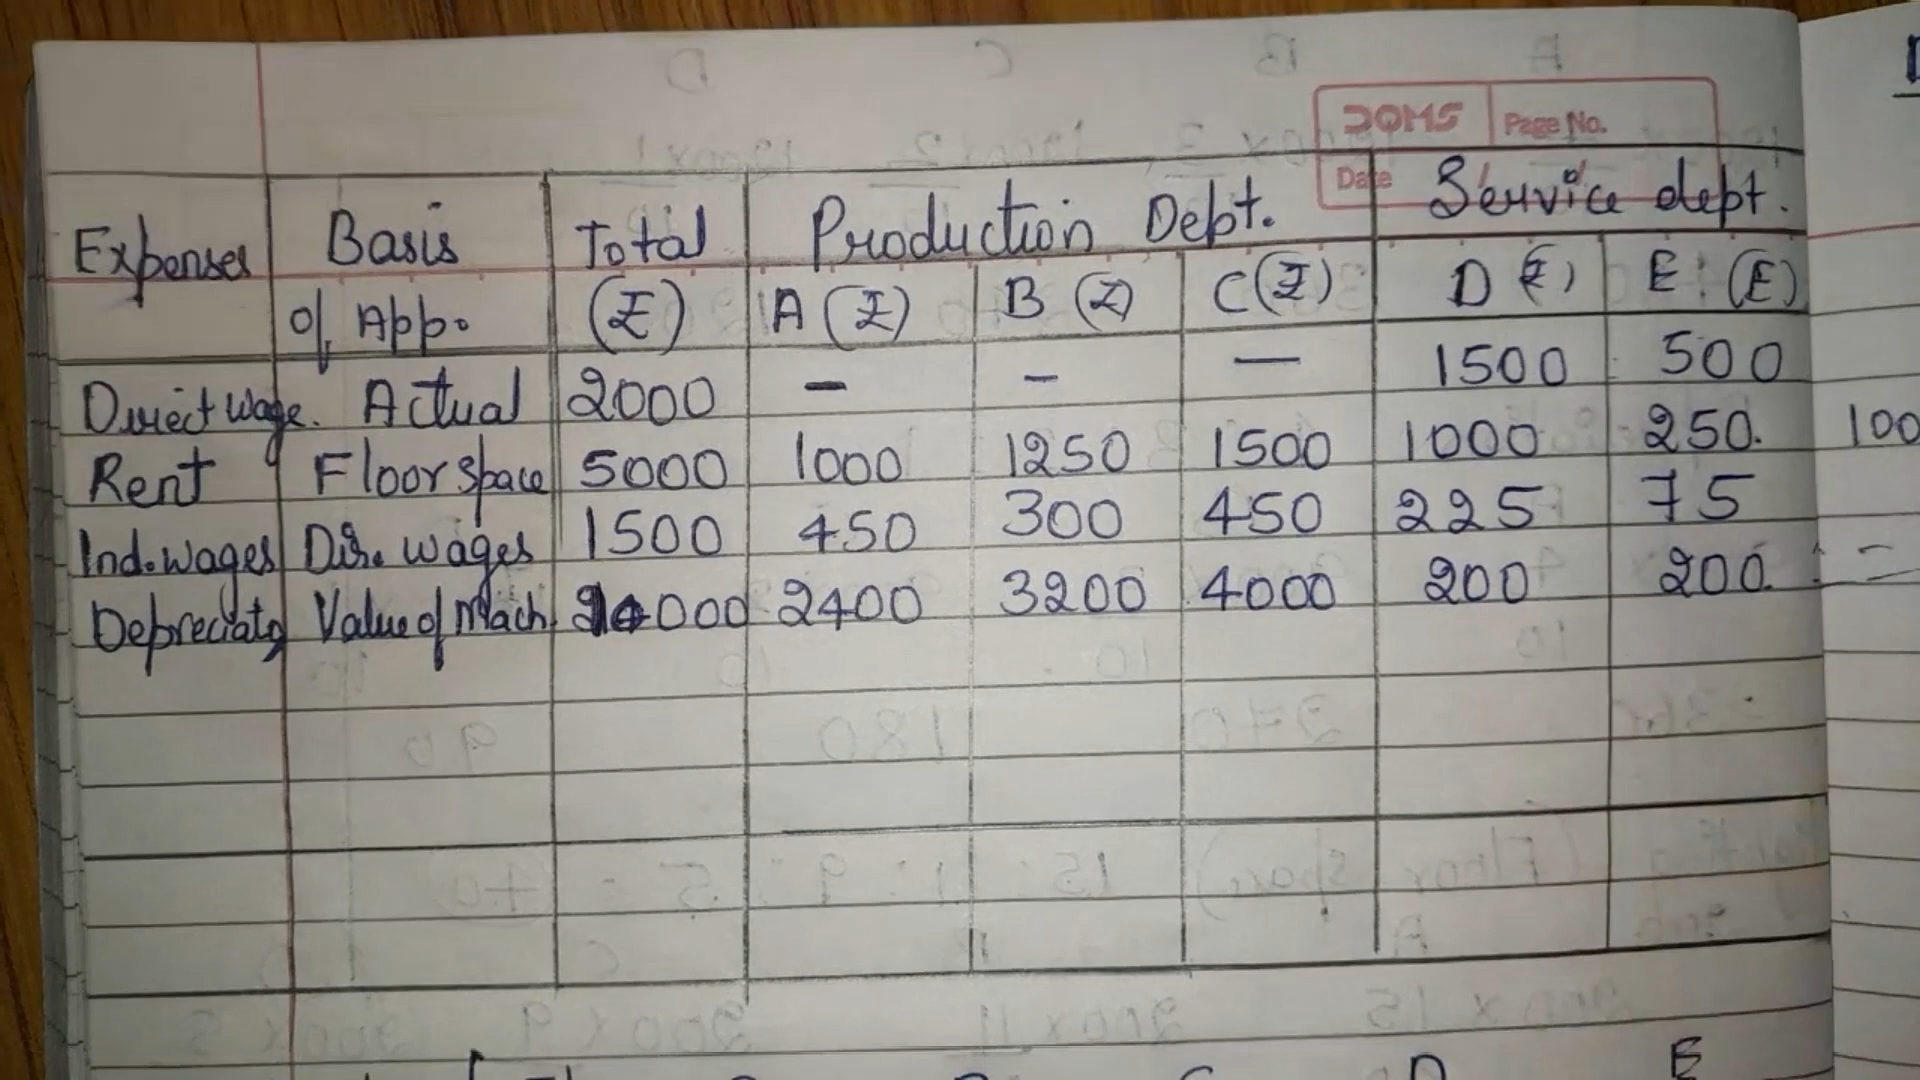 DOMS Page No.
Date
Expenses Basis of App. Total (₹) Production Dept. Service dept.
A (₹) B (₹) C (₹) D (₹) E (E)
Direct wage. Actual 2000 — — — 1500 500
Rent Floor space 5000 1000 1250 1500 1000 250. 100
Ind. wages Dir. wages 1500 450 300 450 225 75
Value of Mach. 2400 3200 4000 200 200.
D E